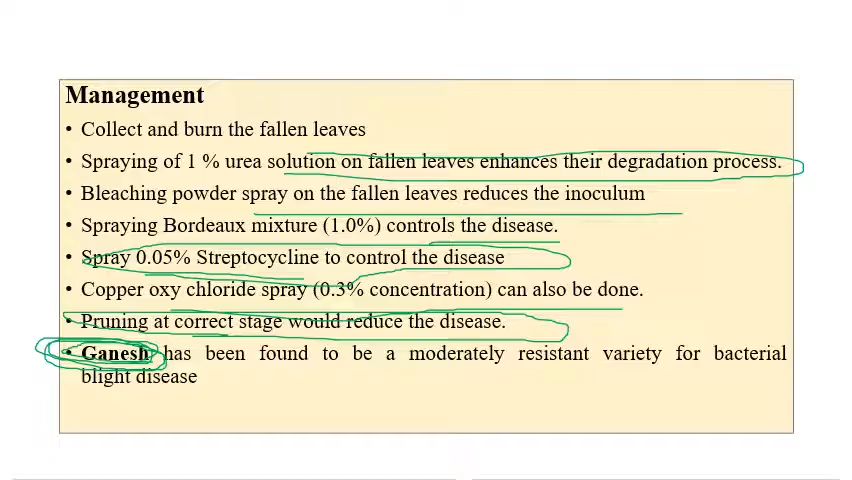 Management
• Collect and burn the fallen leaves
• Spraying of 1 % urea solution on fallen leaves enhances their degradation process.
• Bleaching powder spray on the fallen leaves reduces the inoculum
• Spraying Bordeaux mixture (1.0%) controls the disease.
• Spray 0.05% Streptocycline to control the disease
• Copper oxy chloride spray (0.3% concentration) can also be done.
• Pruning at correct stage would reduce the disease.
• Ganesh has been found to be a moderately resistant variety for bacterial
blight disease